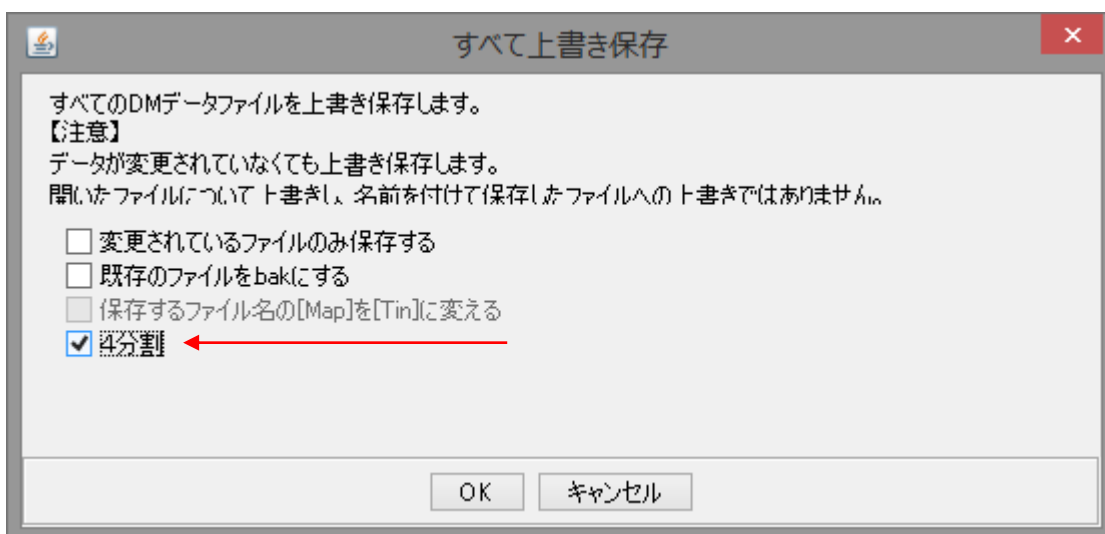 すべて上書き保存
すべてのDMデータファイルを上書き保存します。
【注意】
データが変更されていなくても上書き保存します。
開いたファイルについて上書きし、名前を付けて保存したファイルへの上書きではありません。
変更されているファイルのみ保存する
既存のファイルをbakにする
保存するファイル名の[Map]を[Tin]に変える
4分割
OK キャンセル